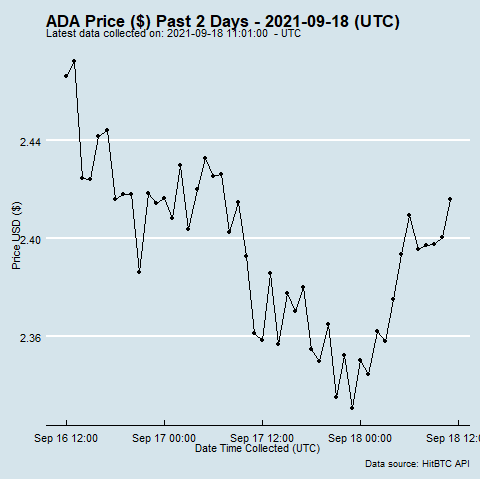 ADA Price ($) Past 2 Days - 2021-09-18 (UTC)
Latest data collected on: 2021-09-18 11:01:00  - UTC
2.44
2.40
2.36
Price USD ($)
Sep 16 12:00
Sep 17 00:00
Sep 17 12:00
Sep 18 00:00
Sep 18 12:00
Date Time Collected (UTC)
Data source: HitBTC API